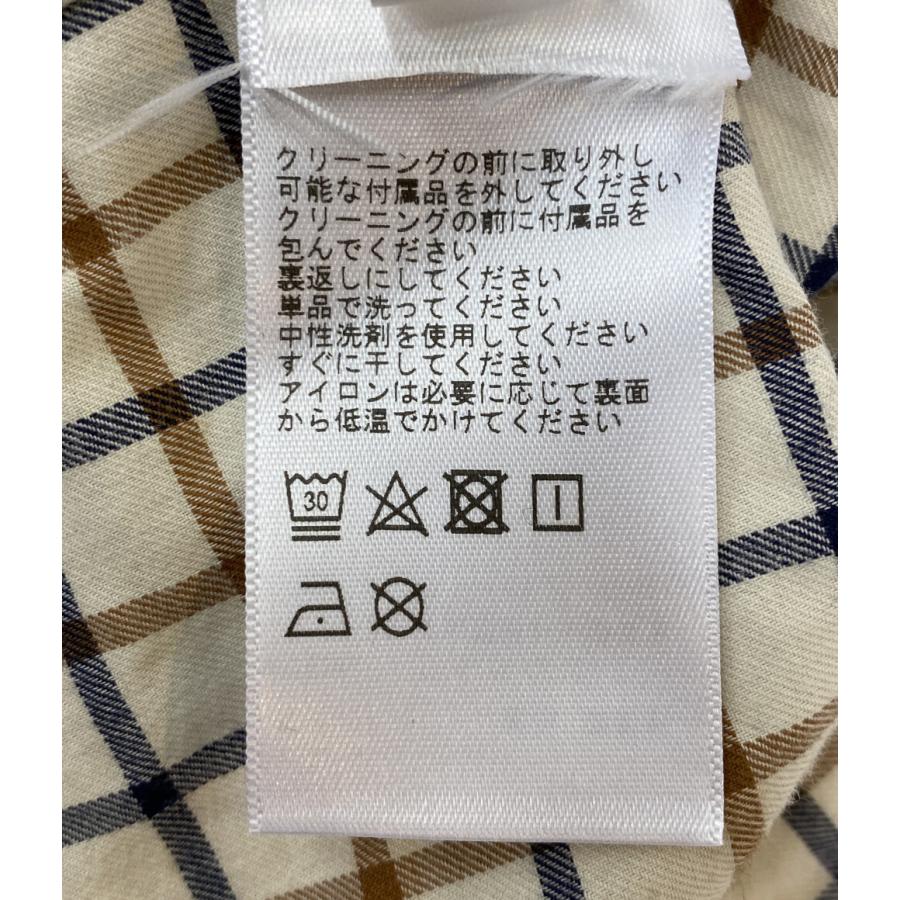 クリーニングの前に取り外し
可能な付属品を外してください
クリーニングの前に付属品を
包んでください
裏返しにしてください
単品で洗ってください
中性洗剤を使用してください
すぐに干してください
アイロンは必要に応じて裏面
から低温でかけてください
30